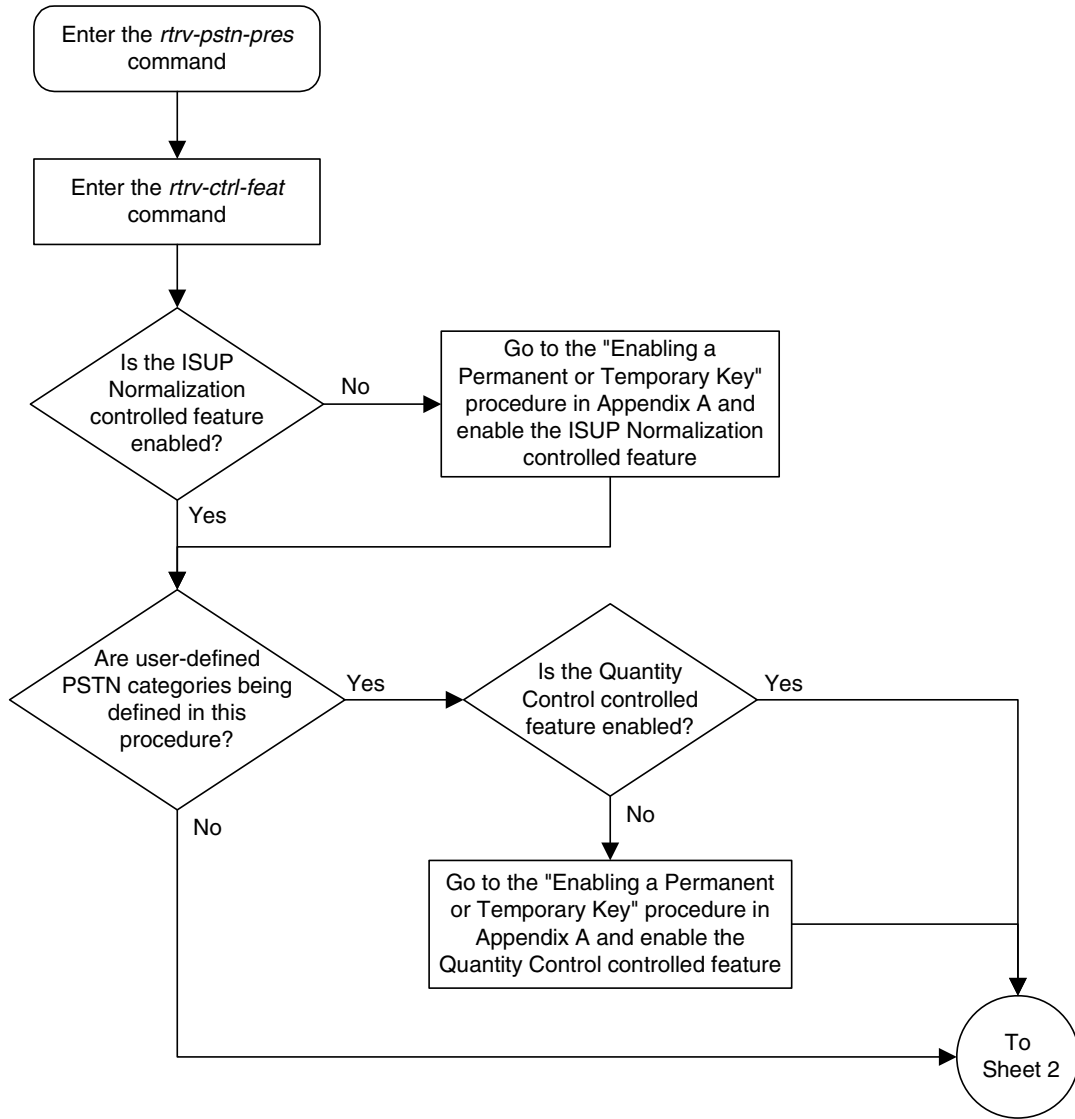 Enter the rtrv-pstn-pres
command
Enter the rtrv-ctrl-feat
command
Is the ISUP
Normalization
controlled feature
enabled?
No
Go to the "Enabling a
Permanent or Temporary Key"
procedure in Appendix A and
enable the ISUP Normalization
controlled feature
Yes
Are user-defined
PSTN categories being
defined in this
procedure?
Yes
Is the Quantity
Control controlled
feature enabled?
Yes
No
No
Go to the "Enabling a Permanent
or Temporary Key" procedure in
Appendix A and enable the
Quantity Control controlled feature
To
Sheet 2